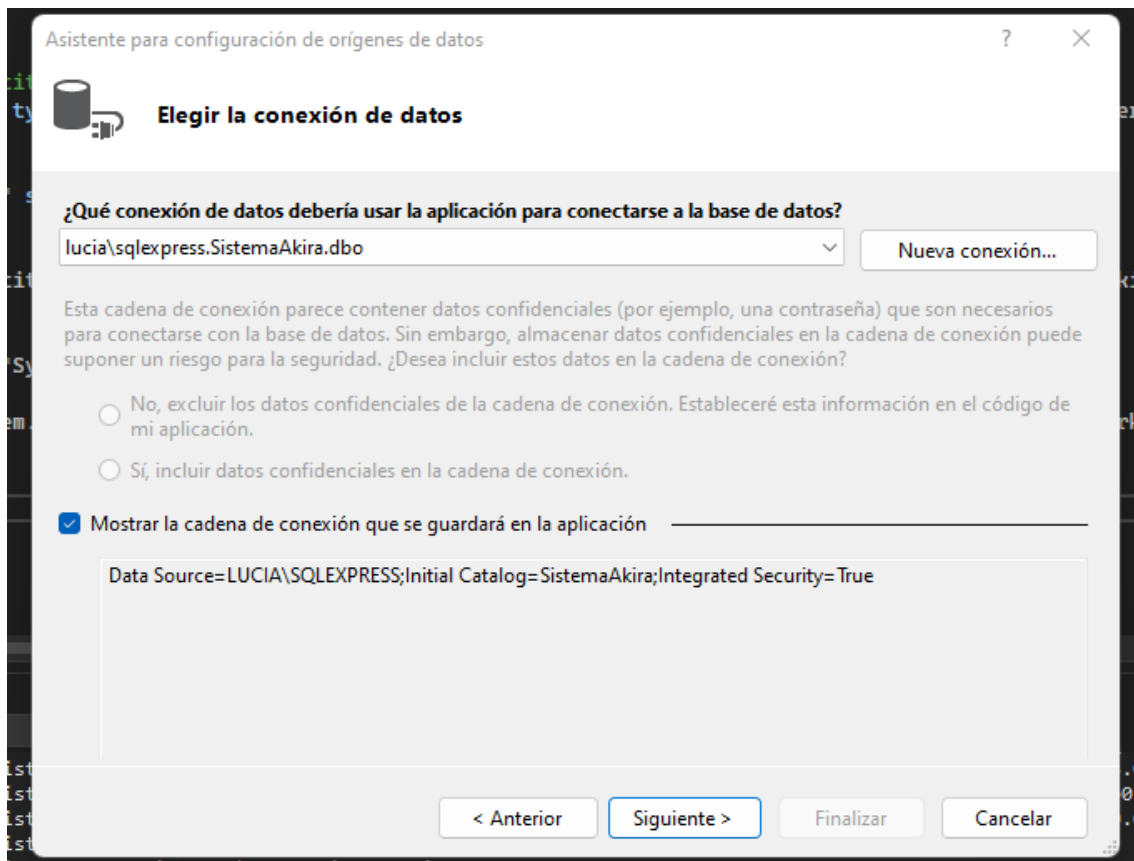 Asistente para configuración de orígenes de datos
?
Elegir la conexión de datos
¿Qué conexión de datos debería usar la aplicación para conectarse a la base de datos?
lucia\sqlexpress.SistemaAkira.dbo
Nueva conexión...
Esta cadena de conexión parece contener datos confidenciales (por ejemplo, una contraseña) que son necesarios
para conectarse con la base de datos. Sin embargo, almacenar datos confidenciales en la cadena de conexión puede
suponer un riesgo para la seguridad. ¿Desea incluir estos datos en la cadena de conexión?
No, excluir los datos confidenciales de la cadena de conexión. Estableceré esta información en el código de
mi aplicación.
Sí, incluir datos confidenciales en la cadena de conexión.
Mostrar la cadena de conexión que se guardará en la aplicación
Data Source=LUCIA\SQLEXPRESS;Initial Catalog=SistemaAkira;Integrated Security=True
< Anterior
Siguiente >
Finalizar
Cancelar